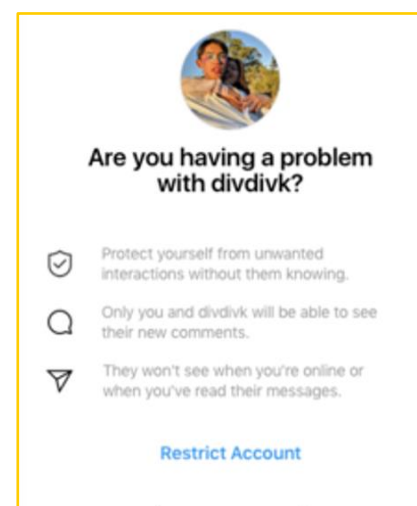 Are you having a problem
with divdivk?
Protect yourself from unwanted
interactions without them knowing.
Only you and divdivk will be able to see
their new comments.
They won't see when you're online or
when you've read their messages.
Restrict Account